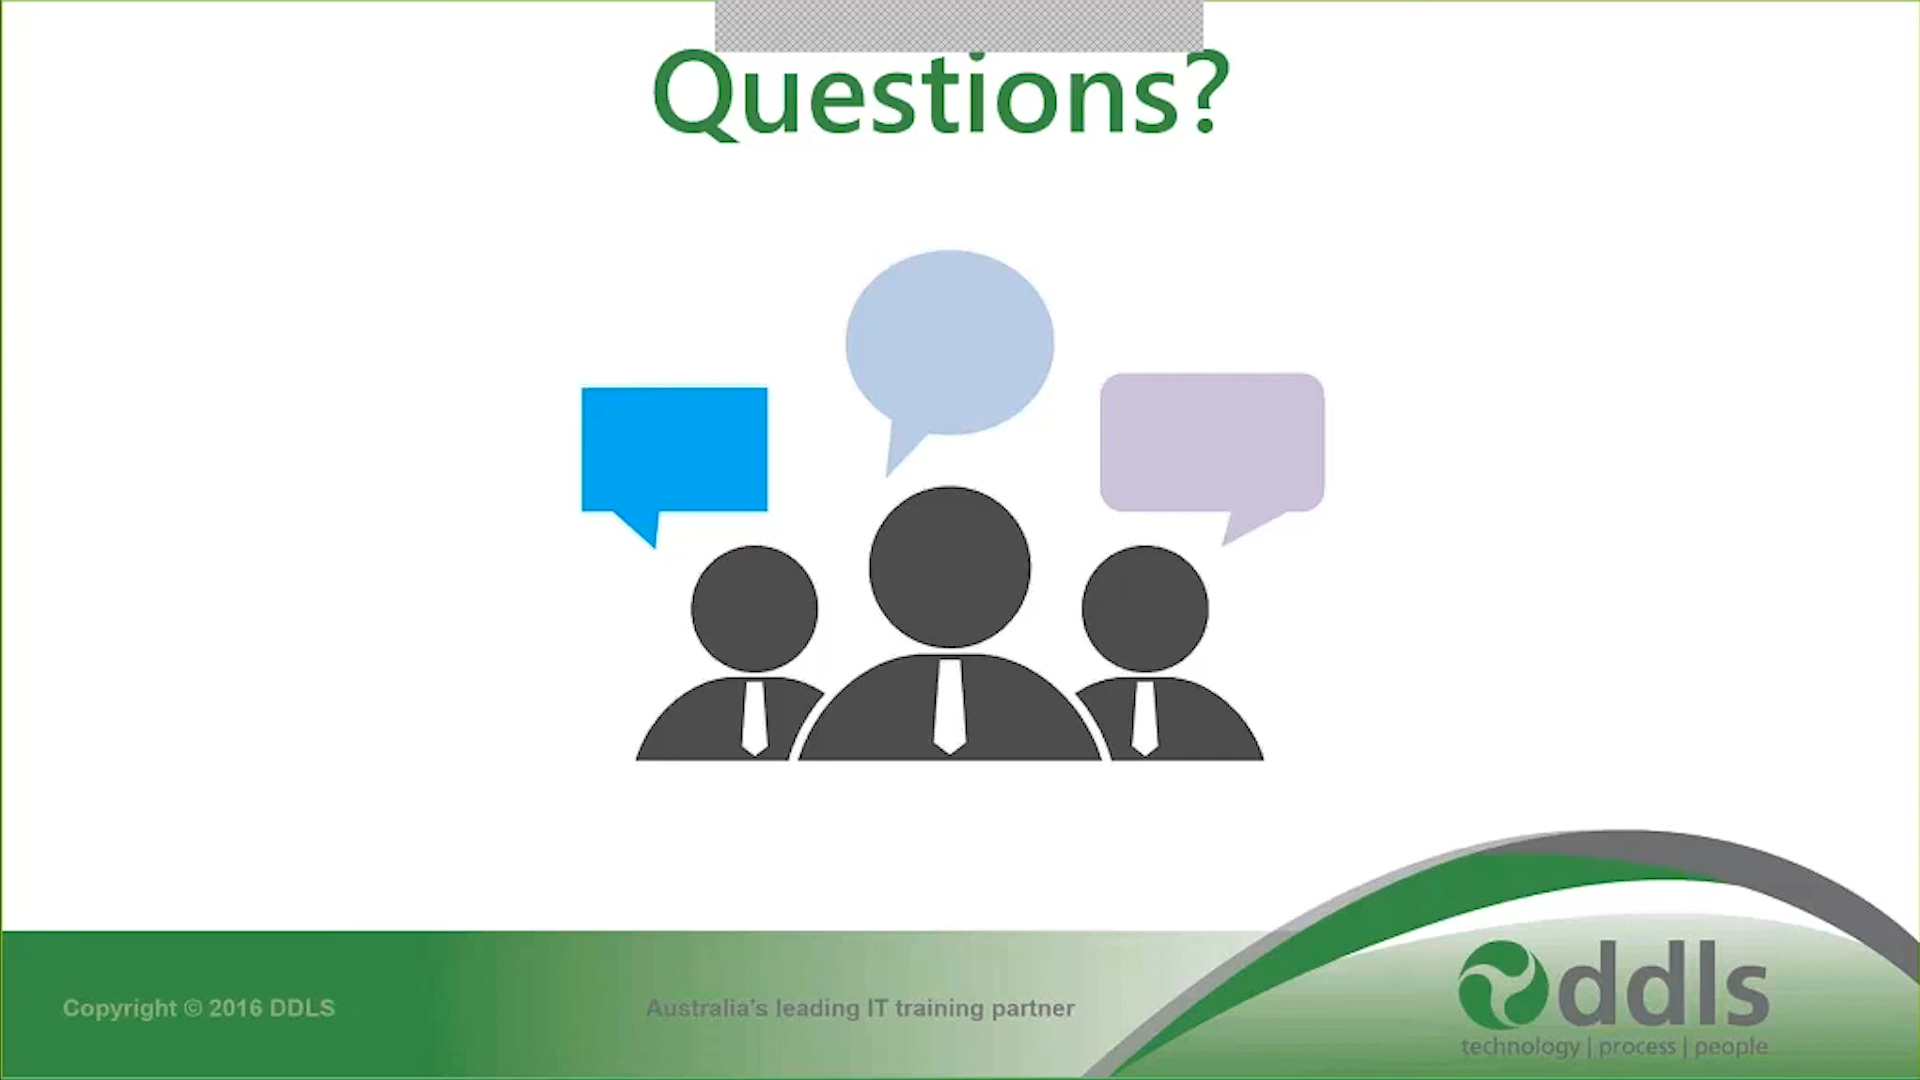 Questions?
Copyright © 2016 DDLS
Australia's leading IT training partner
ddls
technology | process | people